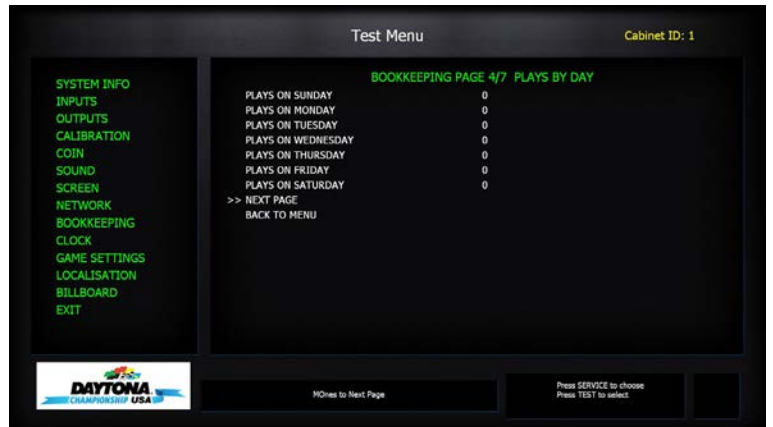 Test Menu
Cabinet ID: 1
SYSTEM INFO
INPUTS
OUTPUTS
CALIBRATION
COIN
SOUND
SCREEN
NETWORK
BOOKKEEPING
CLOCK
GAME SETTINGS
LOCALISATION
BILLBOARD
EXIT
BOOKKEEPING PAGE 4/7 PLAYS BY DAY
PLAYS ON SUNDAY 0
PLAYS ON MONDAY 0
PLAYS ON TUESDAY 0
PLAYS ON WEDNESDAY 0
PLAYS ON THURSDAY 0
PLAYS ON FRIDAY 0
PLAYS ON SATURDAY 0
>> NEXT PAGE
BACK TO MENU
DAYTONA
CHAMPIONSHIP USA
MOnes to Next Page
Press SERVICE to choose
Press TEST to select